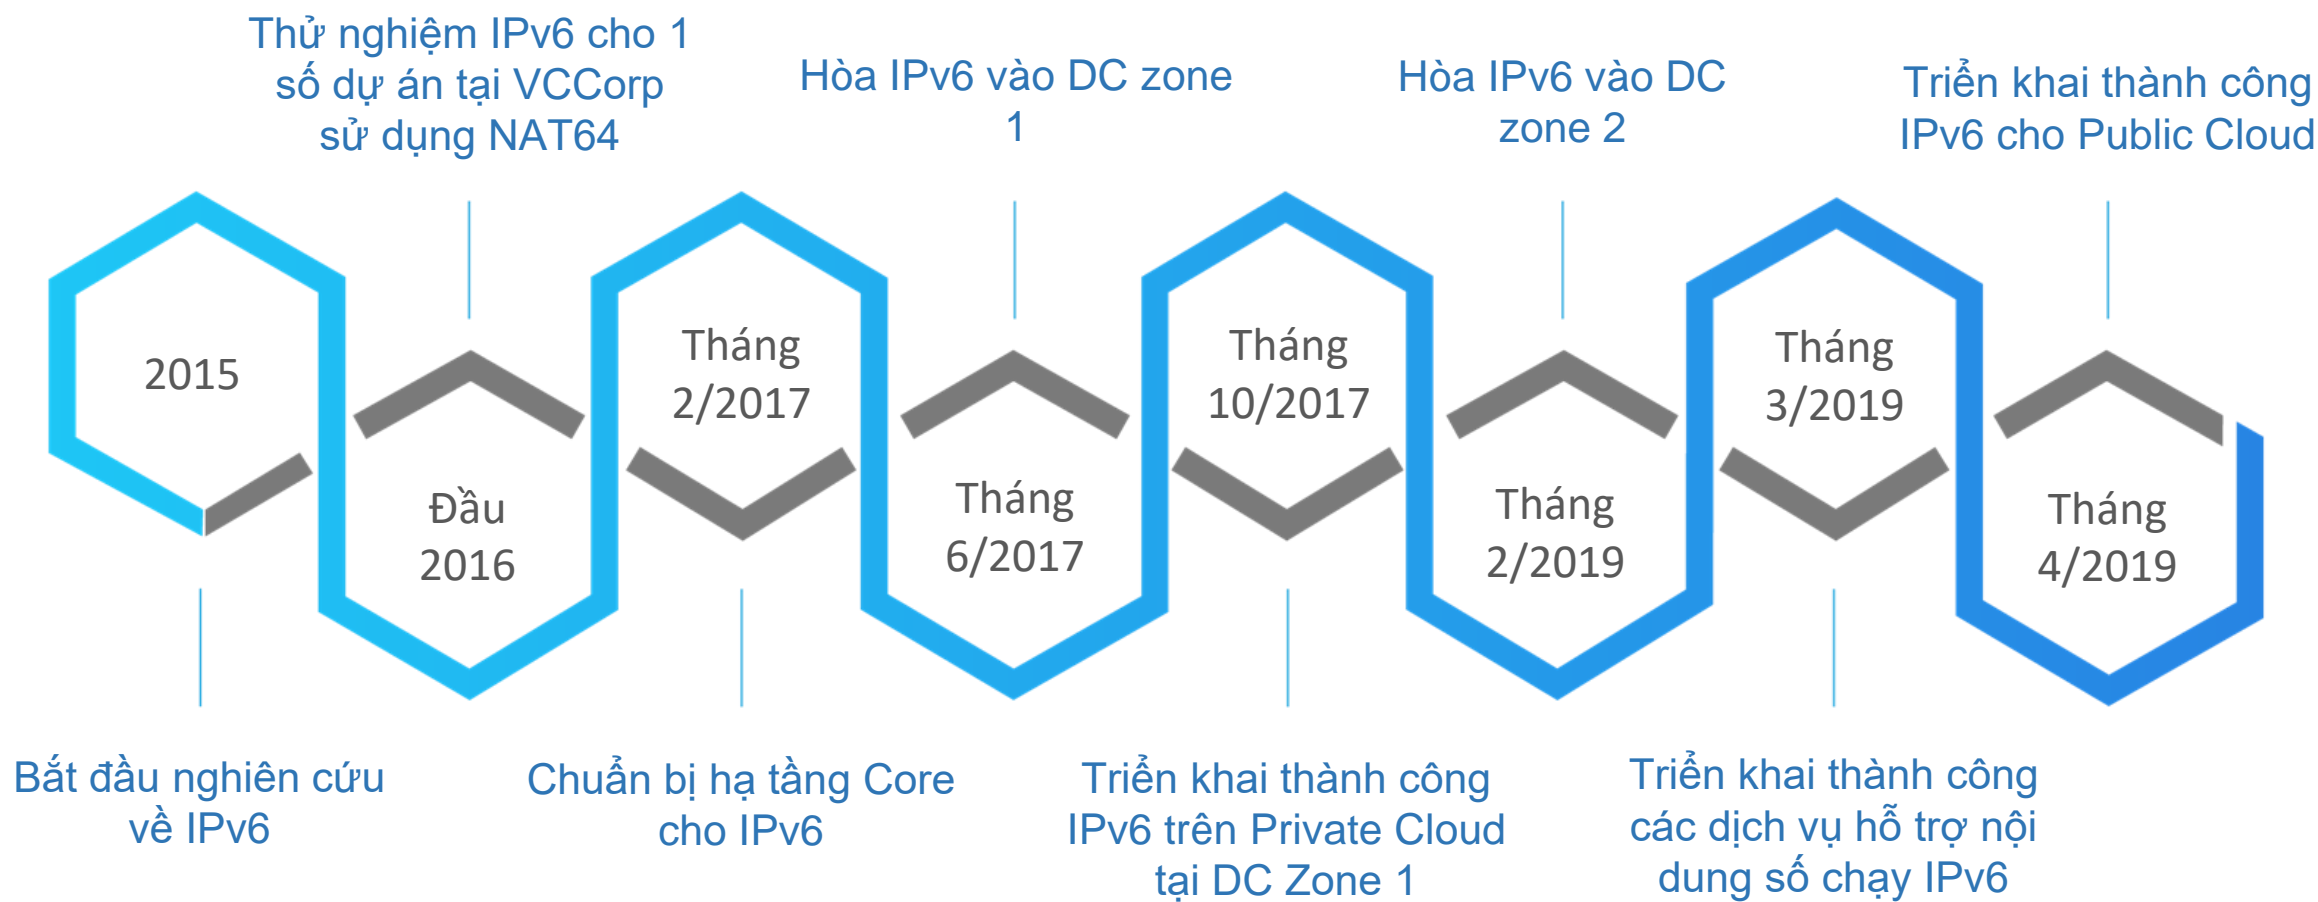 Thử nghiệm IPv6 cho 1
số dự án tại VCCorp
sử dụng NAT64
Hòa IPv6 vào DC zone
1
Hòa IPv6 vào DC
zone 2
Triển khai thành công
IPv6 cho Public Cloud
2015
Đầu
2016
Tháng
2/2017
Tháng
6/2017
Tháng
10/2017
Tháng
2/2019
Tháng
3/2019
Tháng
4/2019
Bắt đầu nghiên cứu
về IPv6
Chuẩn bị hạ tầng Core
cho IPv6
Triển khai thành công
IPv6 trên Private Cloud
tại DC Zone 1
Triển khai thành công
các dịch vụ hỗ trợ nội
dung số chạy IPv6